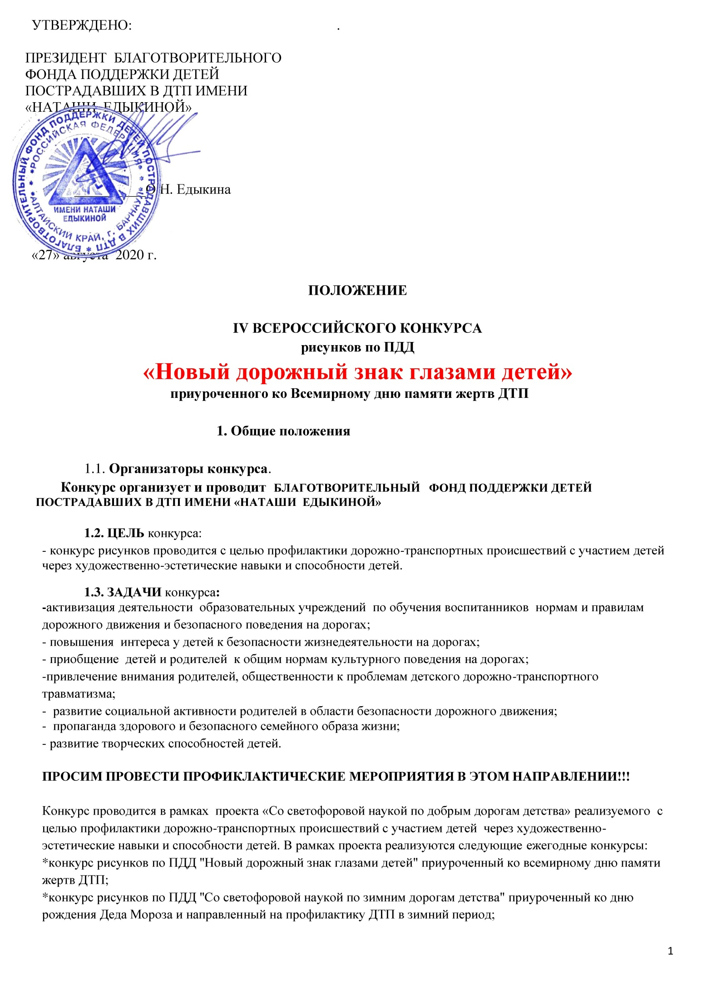 УТВЕРЖДЕНО: .
ПРЕЗИДЕНТ БЛАГОТВОРИТЕЛЬНОГО
ФОНДА ПОДДЕРЖКИ ДЕТЕЙ
ПОСТРАДАВШИХ В ДТП ИМЕНИ
«НАТАШИ ЕДЫКИНОЙ»
БЛАГОТВОРИТЕЛЬНЫЙ ФОНД ПОДДЕРЖКИ ДЕТЕЙ ПОСТРАДАВШИХ В ДТП *
*РОССИЙСКАЯ ФЕДЕРАЦИЯ*
*АЛТАЙСКИЙ КРАЙ, Г. БАРНАУЛ*
ИМЕНИ НАТАШИ
ЕДЫКИНОЙ
О.Н. Едыкина
«27» августа 2020 г.
ПОЛОЖЕНИЕ
IV ВСЕРОССИЙСКОГО КОНКУРСА
рисунков по ПДД
«Новый дорожный знак глазами детей»
приуроченного ко Всемирному дню памяти жертв ДТП
1. Общие положения
1.1. Организаторы конкурса.
Конкурс организует и проводит БЛАГОТВОРИТЕЛЬНЫЙ ФОНД ПОДДЕРЖКИ ДЕТЕЙ
ПОСТРАДАВШИХ В ДТП ИМЕНИ «НАТАШИ ЕДЫКИНОЙ»
1.2. ЦЕЛЬ конкурса:
- конкурс рисунков проводится с целью профилактики дорожно-транспортных происшествий с участием детей
через художественно-эстетические навыки и способности детей.
1.3. ЗАДАЧИ конкурса:
-активизация деятельности образовательных учреждений по обучения воспитанников нормам и правилам
дорожного движения и безопасного поведения на дорогах;
- повышения интереса у детей к безопасности жизнедеятельности на дорогах;
- приобщение детей и родителей к общим нормам культурного поведения на дорогах;
-привлечение внимания родителей, общественности к проблемам детского дорожно-транспортного
травматизма;
- развитие социальной активности родителей в области безопасности дорожного движения;
- пропаганда здорового и безопасного семейного образа жизни;
- развитие творческих способностей детей.
ПРОСИМ ПРОВЕСТИ ПРОФИКЛАКТИЧЕСКИЕ МЕРОПРИЯТИЯ В ЭТОМ НАПРАВЛЕНИИ!!!
Конкурс проводится в рамках проекта «Со светофоровой наукой по добрым дорогам детства» реализуемого с
целью профилактики дорожно-транспортных происшествий с участием детей через художественно-
эстетические навыки и способности детей. В рамках проекта реализуются следующие ежегодные конкурсы:
*конкурс рисунков по ПДД "Новый дорожный знак глазами детей" приуроченный ко всемирному дню памяти
жертв ДТП;
*конкурс рисунков по ПДД "Со светофоровой наукой по зимним дорогам детства" приуроченный ко дню
рождения Деда Мороза и направленный на профилактику ДТП в зимний период;
1